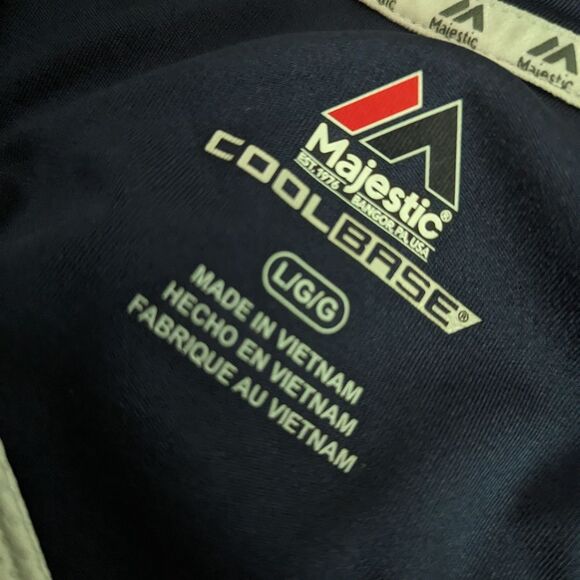 Majestic
Majestic
Majestic®
EST. 1976 BANGOR, PA, USA
COOLBASE®
L/G/G
MADE IN VIETNAM
HECHO EN VIETNAM
FABRIQUE AU VIETNAM